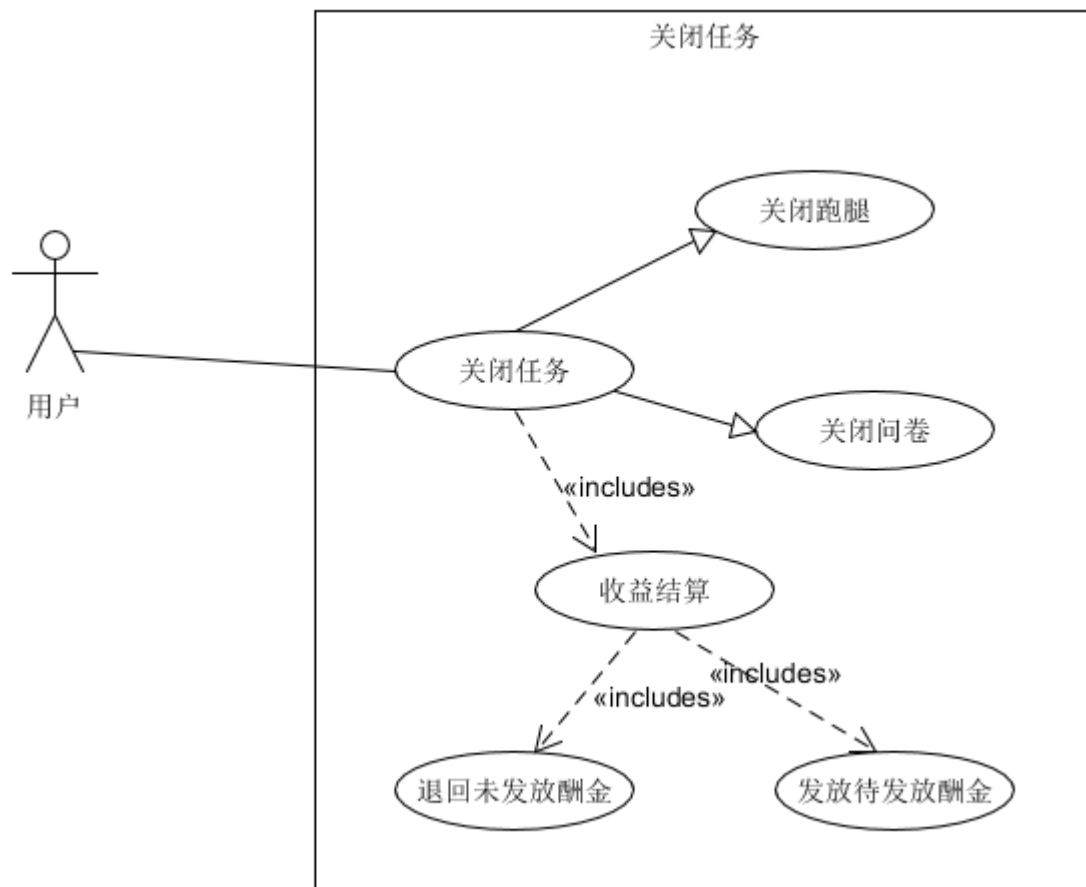 关闭任务
关闭跑腿
关闭任务
用户
关闭问卷
«includes»
收益结算
«includes»
«includes»
退回未发放酬金
发放待发放酬金